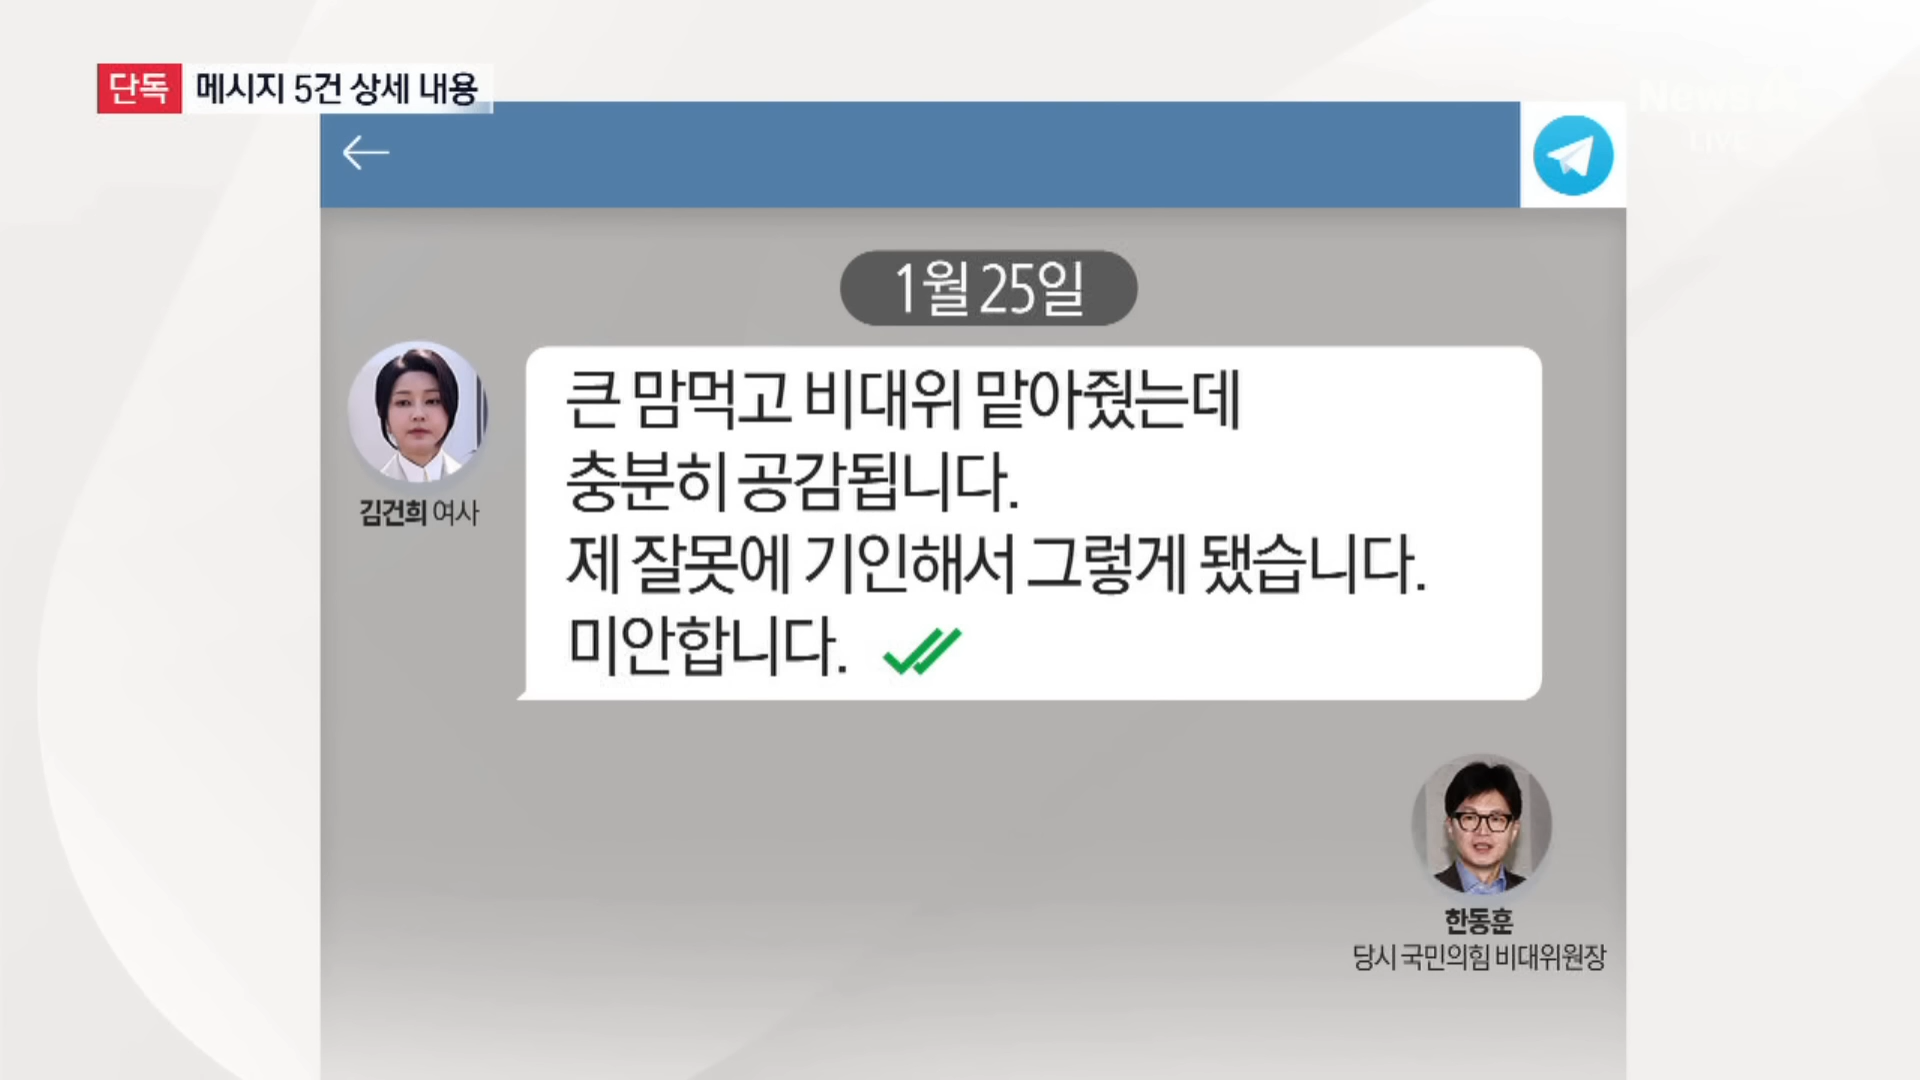 단독 메시지 5건 상세 내용
News A
LIVE
1월 25일
큰 맘먹고 비대위 맡아줬는데
충분히 공감됩니다.
제 잘못에 기인해서 그렇게 됐습니다.
미안합니다.
김건희 여사
한동훈
당시 국민의힘 비대위원장